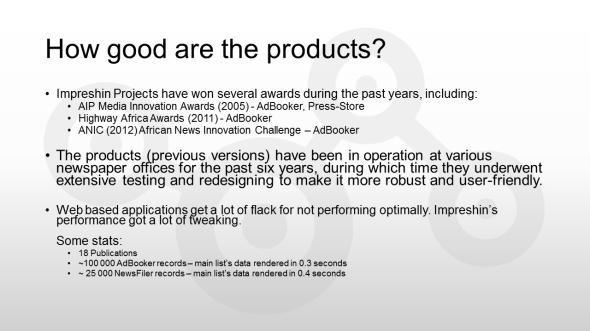 How good are the products?
• Impreshin Projects have won several awards during the past years, including:
• AIP Media Innovation Awards (2005) - AdBooker, Press-Store
• Highway Africa Awards (2011) - AdBooker
• ANIC (2012) African News Innovation Challenge – AdBooker
• The products (previous versions) have been in operation at various
newspaper offices for the past six years, during which time they underwent
extensive testing and redesigning to make it more robust and user-friendly.
• Web based applications get a lot of flack for not performing optimally. Impreshin's
performance got a lot of tweaking.
Some stats:
• 18 Publications
• ~100 000 AdBooker records – main list's data rendered in 0.3 seconds
• ~ 25 000 NewsFiler records – main list's data rendered in 0.4 seconds